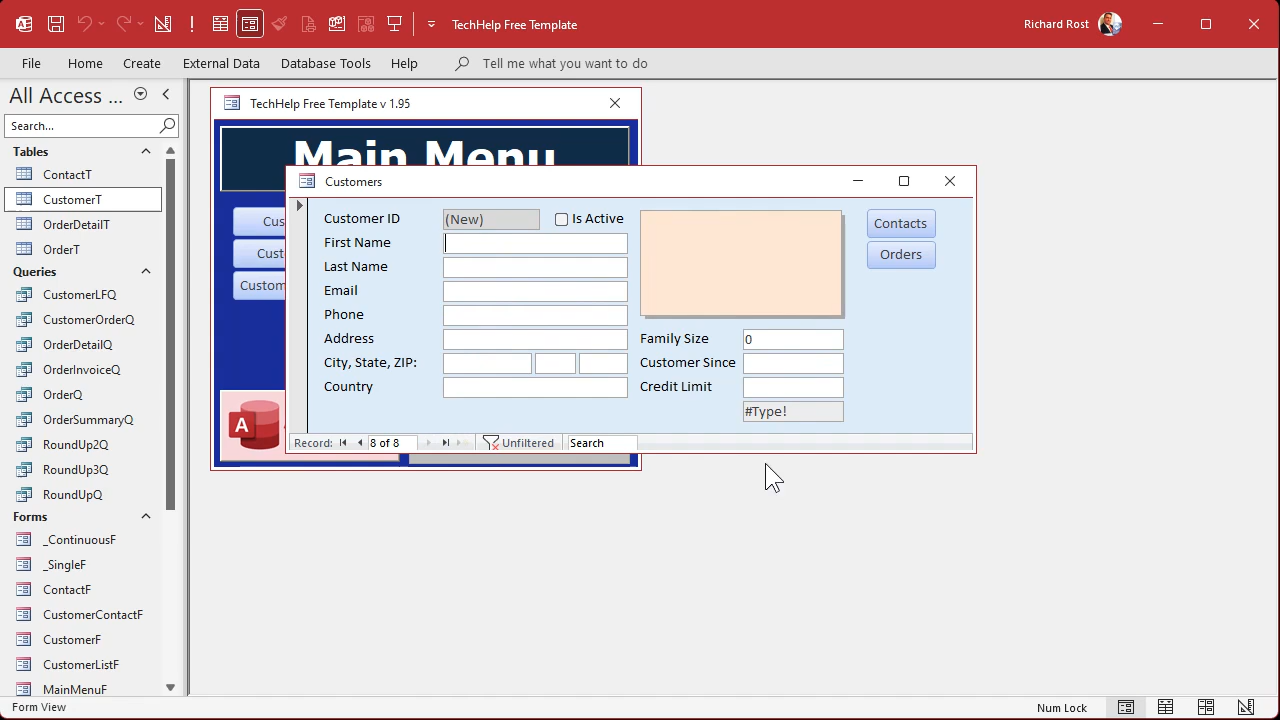 TechHelp Free Template
Richard Rost
File Home Create External Data Database Tools Help Tell me what you want to do
All Access ...
Search...
Tables
ContactT
CustomerT
OrderDetailT
OrderT
Queries
CustomerLFQ
CustomerOrderQ
OrderDetailQ
OrderInvoiceQ
OrderQ
OrderSummaryQ
RoundUp2Q
RoundUp3Q
RoundUpQ
Forms
_ContinuousF
_SingleF
ContactF
CustomerContactF
CustomerF
CustomerListF
MainMenuF
TechHelp Free Template v 1.95
Main Menu
Cus
Cust
Custom
A
Customers
Customer ID (New) Is Active
First Name
Last Name
Email
Phone
Address
City, State, ZIP:
Country
Contacts
Orders
Family Size 0
Customer Since
Credit Limit
#Type!
Record: 8 of 8 Unfiltered Search
Form View
Num Lock